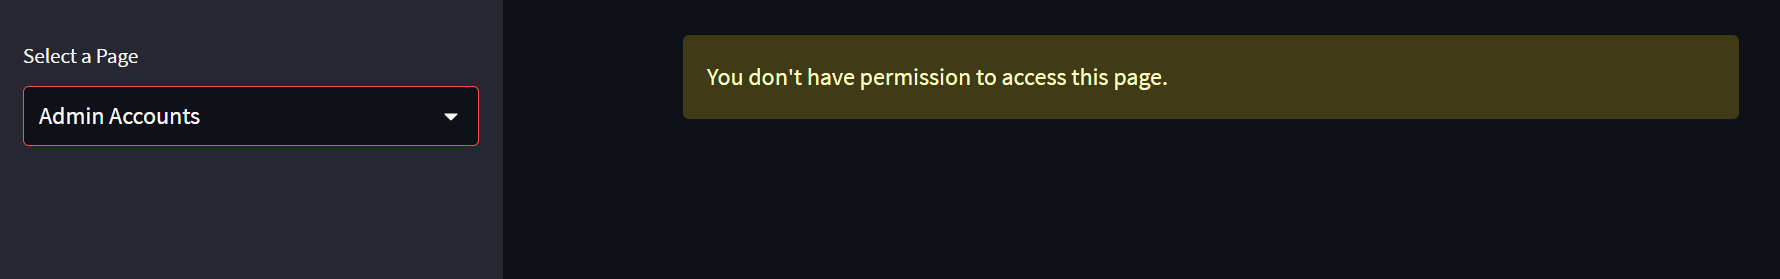 Select a Page
Admin Accounts
You don't have permission to access this page.